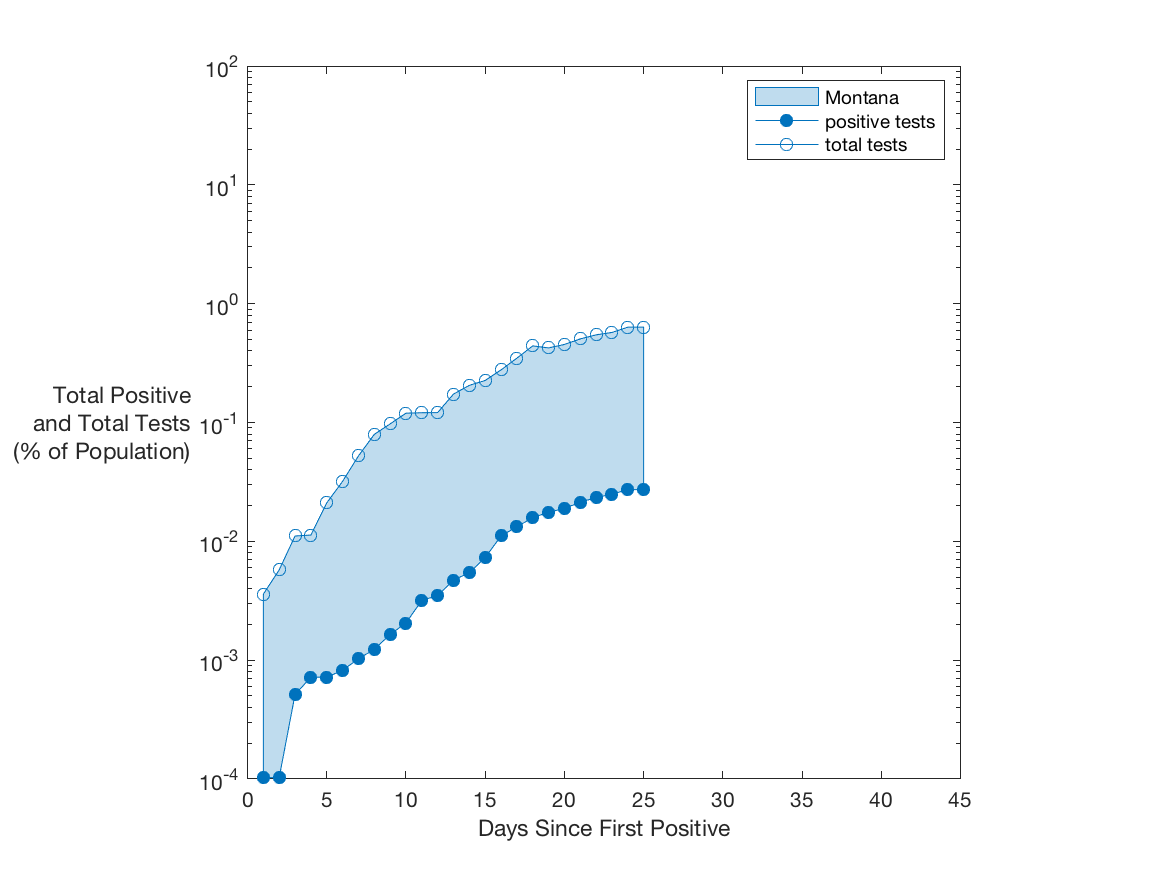 10^2
10^1
10^0
10^-1
10^-2
10^-3
10^-4
Total Positive
and Total Tests
(% of Population)
Montana
positive tests
total tests
0 5 10 15 20 25 30 35 40 45
Days Since First Positive